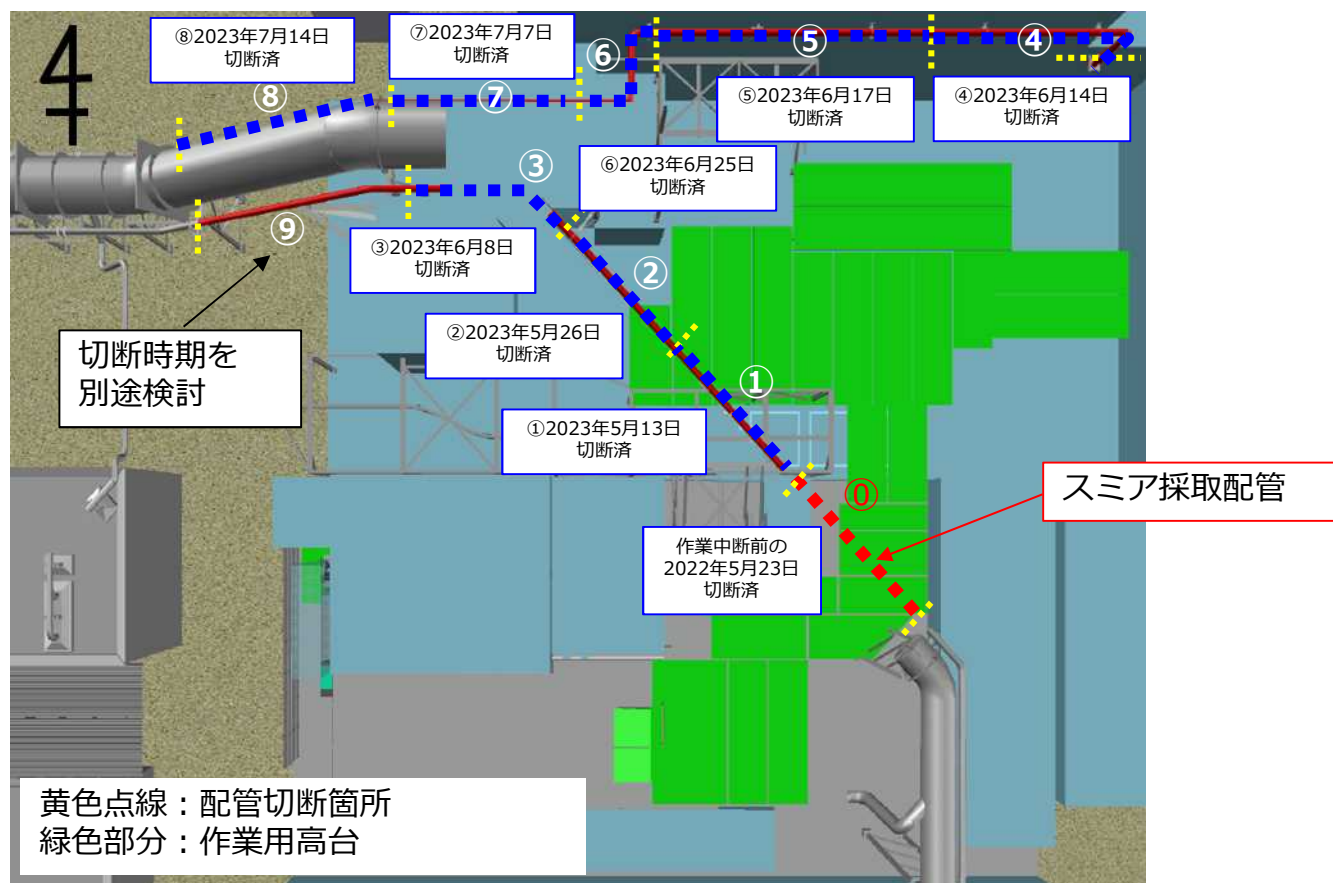 ⑧2023年7月14日
切断済
⑦2023年7月7日
切断済
⑥
⑤
④
⑧
⑦
⑤2023年6月17日
切断済
④2023年6月14日
切断済
③
⑥2023年6月25日
切断済
⑨
③2023年6月8日
切断済
②
切断時期を
別途検討
②2023年5月26日
切断済
①
①2023年5月13日
切断済
⓪
スミア採取配管
作業中断前の
2022年5月23日
切断済
黄色点線：配管切断箇所
緑色部分：作業用高台